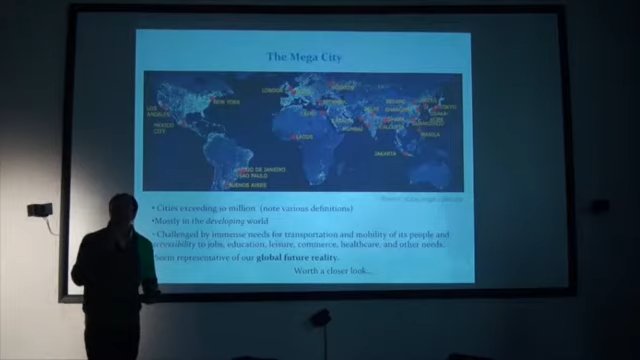 The Mega City
LONDON
NEW YORK
LOS
ANGELES
MEXICO
CITY
CAIRO
LAGOS
MUMBAI
MANILA
JAKARTA
RIO DE JANEIRO
SAO PAULO
BUENOS AIRES
•Cities exceeding 10 million (note various definitions)
•Mostly in the developing world
•Challenged by immense needs for transportation and mobility of its people and
accessibility to jobs, education, leisure, commerce, healthcare, and other needs.
•Seem representative of our global future reality.
Worth a closer look...